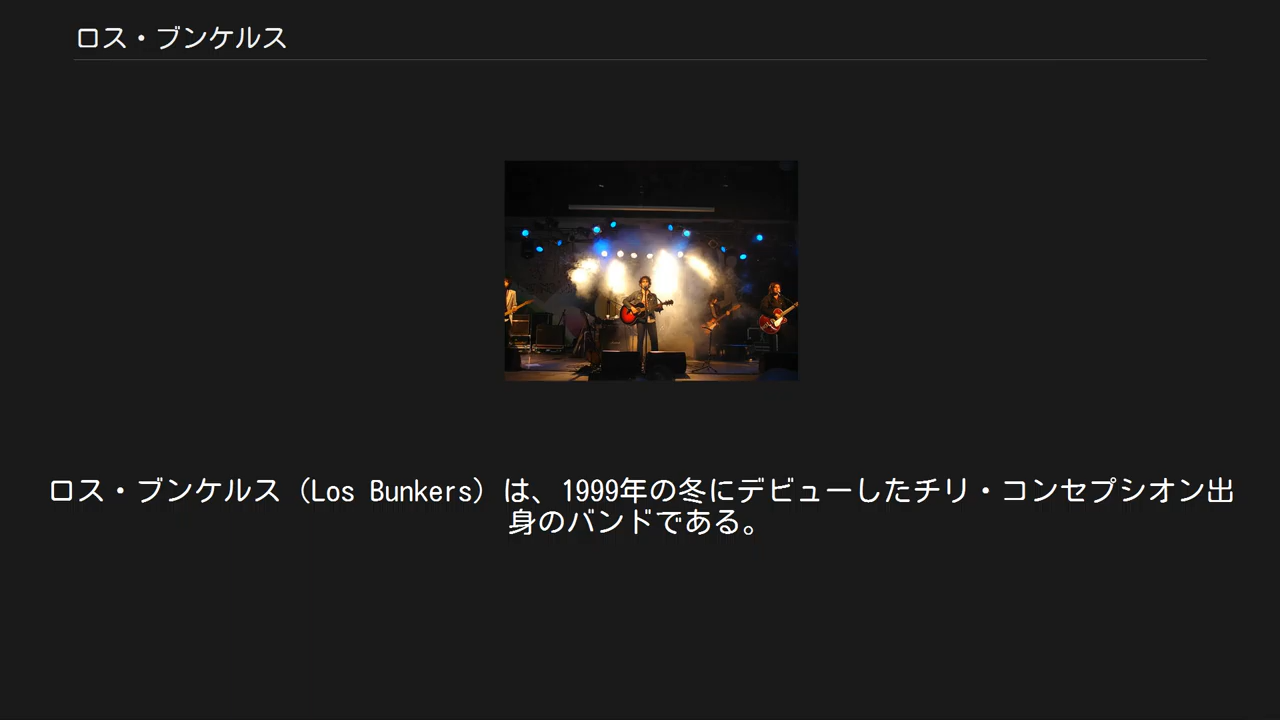 ロス・ブンケルス
ロス・ブンケルス（Los Bunkers）は、1999年の冬にデビューしたチリ・コンセプシオン出
身のバンドである。